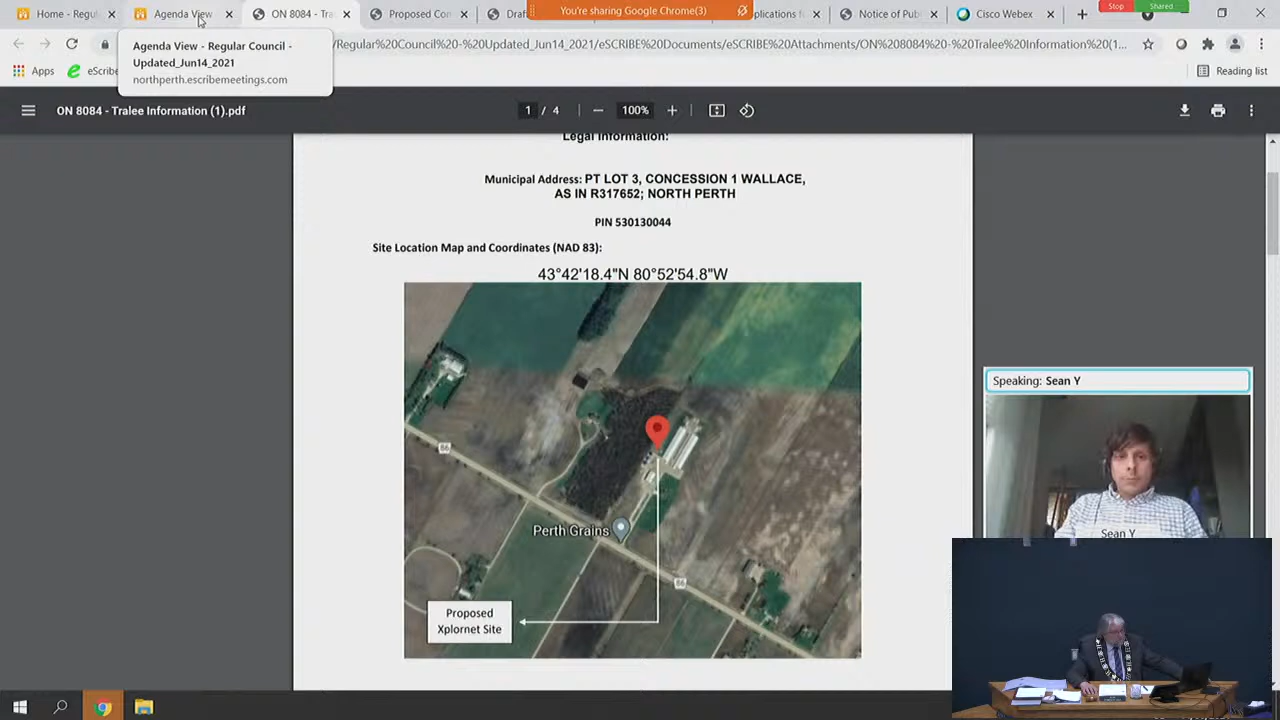 Home - Regul
Agenda View
ON 8084 - Tra
Proposed Con
Draf
You're sharing Google Chrome(3)
plications fo
Notice of Pub
Cisco Webex
Stop
Shared
Agenda View - Regular Council -
Updated_Jun14_2021
northperth.escribemeetings.com
/Regular%20Council%20-%20Updated_Jun14_2021/eSCRIBE%20Documents/eSCRIBE%20Attachments/ON%208084%20-%20Tralee%20Information%20(1...
Apps
eScribe
Reading list
ON 8084 - Tralee Information (1).pdf
1 / 4
100%
Legal Information:
Municipal Address: PT LOT 3, CONCESSION 1 WALLACE,
AS IN R317652; NORTH PERTH
PIN 530130044
Site Location Map and Coordinates (NAD 83):
43°42'18.4"N 80°52'54.8"W
86
Perth Grains
86
Proposed
Xplornet Site
Speaking: Sean Y
Sean Y